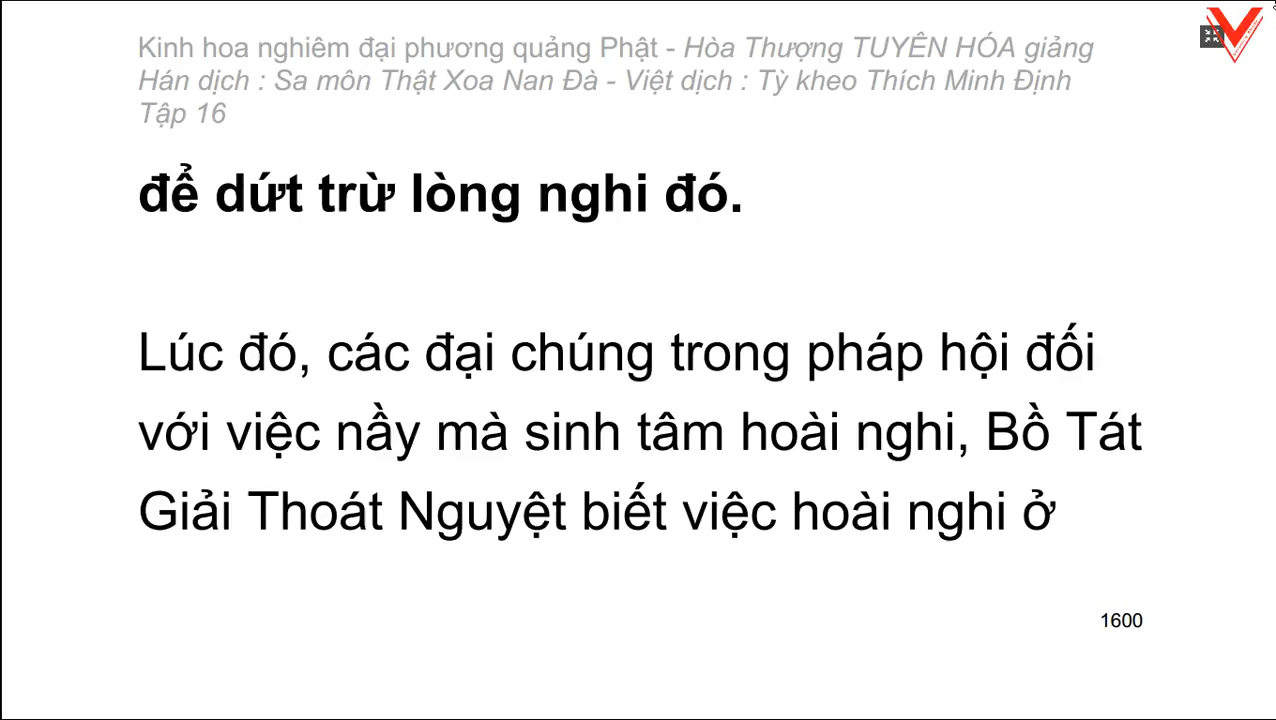 Kinh hoa nghiêm đại phương quảng Phật - Hòa Thượng TUYÊN HÓA giảng
Hán dịch : Sa môn Thật Xoa Nan Đà - Việt dịch : Tỳ kheo Thích Minh Định
Tập 16
để dứt trừ lòng nghi đó.
Lúc đó, các đại chúng trong pháp hội đối
với việc nầy mà sinh tâm hoài nghi, Bồ Tát
Giải Thoát Nguyệt biết việc hoài nghi ở
1600